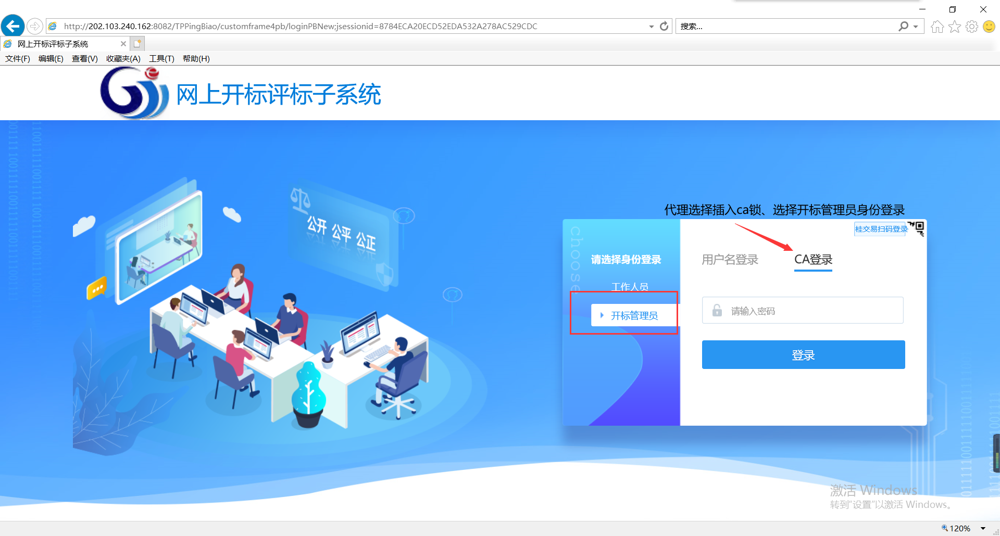 http://202.103.240.162:8082/TPPingBiao/customframe4pb/loginPBNew;jsessionid=8784ECA20ECD52EDA532A278AC529CDC
搜索...
网上开标评标子系统
文件(F) 编辑(E) 查看(V) 收藏夹(A) 工具(T) 帮助(H)
网上开标评标子系统
公开 公平 公正
代理选择插入ca锁、选择开标管理员身份登录
桂交易扫码登录
choose
请选择身份登录
用户名登录
CA登录
工作人员
开标管理员
请输入密码
登录
激活 Windows
转到"设置"以激活 Windows。
120%